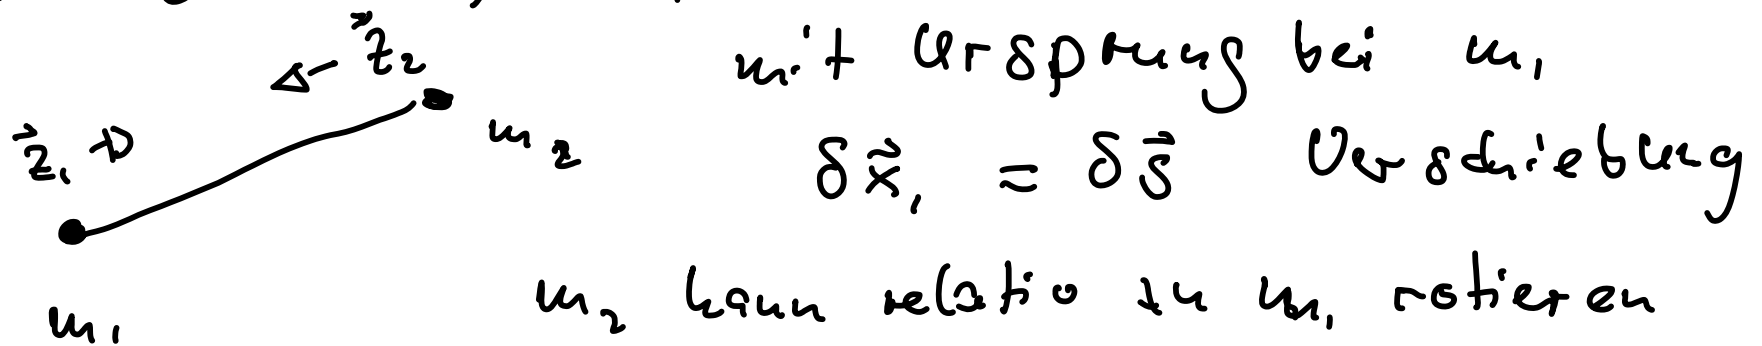 z⃗₂
mit Ursprung bei m₁
z⃗₁
m₂
δx⃗₁ = δs⃗ Verschiebung
m₂ kann relativ zu m₁ rotieren
m₁